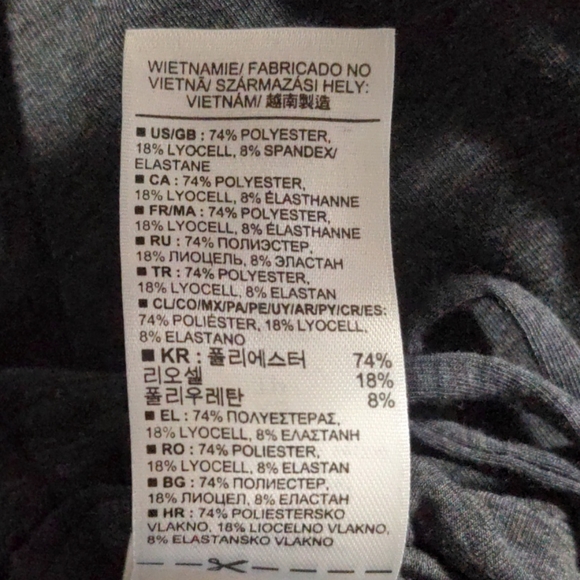 WIETNAMIE/ FABRICADO NO
VIETNÃ/ SZÁRMAZÁSI HELY:
VIETNÁM/ 越南製造
■ US/GB : 74% POLYESTER,
18% LYOCELL, 8% SPANDEX/
ELASTANE
■ CA : 74% POLYESTER,
18% LYOCELL, 8% ÉLASTHANNE
■ FR/MA : 74% POLYESTER,
18% LYOCELL, 8% ÉLASTHANNE
■ RU : 74% ПОЛИЭСТЕР,
18% ЛИОЦЕЛЬ, 8% ЭЛАСТАН
■ TR : 74% POLYESTER,
18% LYOCELL, 8% ELASTAN
■ CL/CO/MX/PA/PE/UY/AR/PY/CR/ES:
74% POLIÉSTER, 18% LYOCELL,
8% ELASTANO
■ KR : 폴리에스터 74%
리오셀 18%
폴리우레탄 8%
■ EL : 74% ΠΟΛΥΕΣΤΕΡΑΣ,
18% LYOCELL, 8% ΕΛΑΣΤΑΝΗ
■ RO : 74% POLIESTER,
18% LYOCELL, 8% ELASTAN
■ BG : 74% ПОЛИЕСТЕР,
18% ЛИОЦЕЛ, 8% ЕЛАСТАН
■ HR : 74% POLIESTERSKO
VLAKNO, 18% LIOCELNO VLAKNO,
8% ELASTANSKO VLAKNO